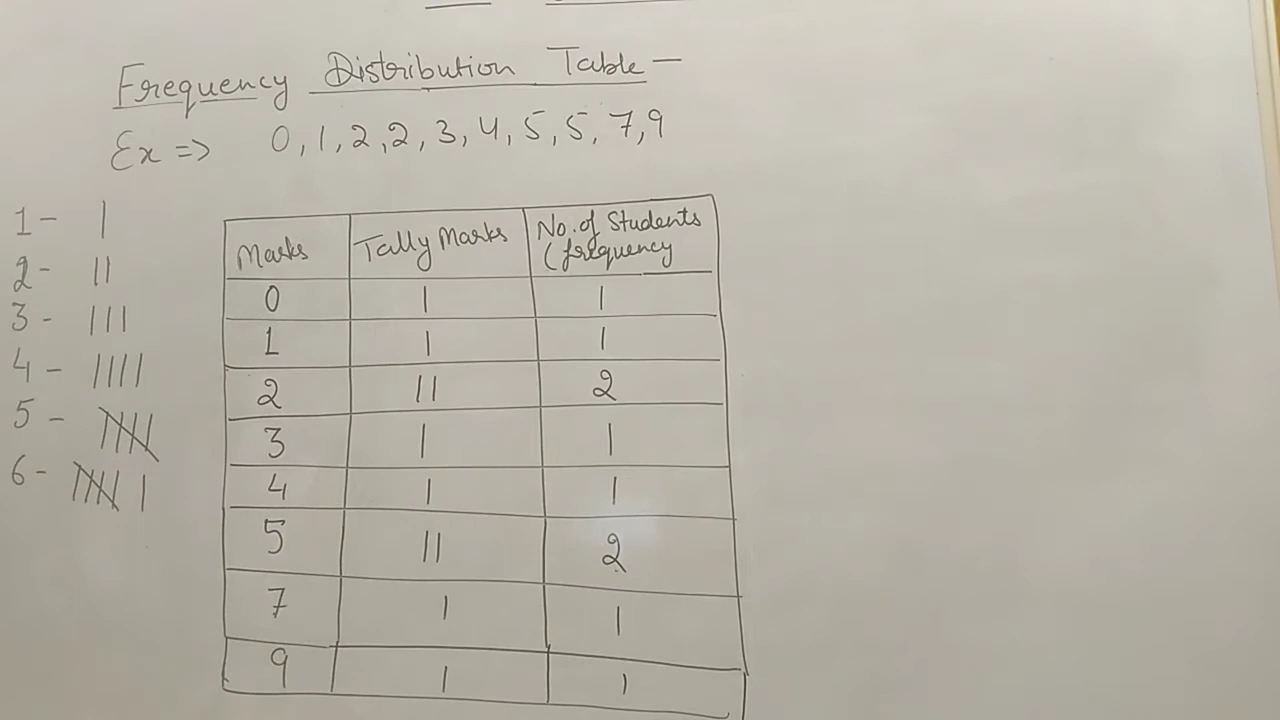 Frequency Distribution Table -
Ex => 0, 1, 2, 2, 3, 4, 5, 5, 7, 9
1 - |
2 - ||
3 - |||
4 - ||||
5 - 𝍸
6 - 𝍸 |
Marks Tally Marks No. of Students (frequency
0 | 1
1 | 1
2 || 2
3 | 1
4 | 1
5 || 2
7 | 1
9 | 1